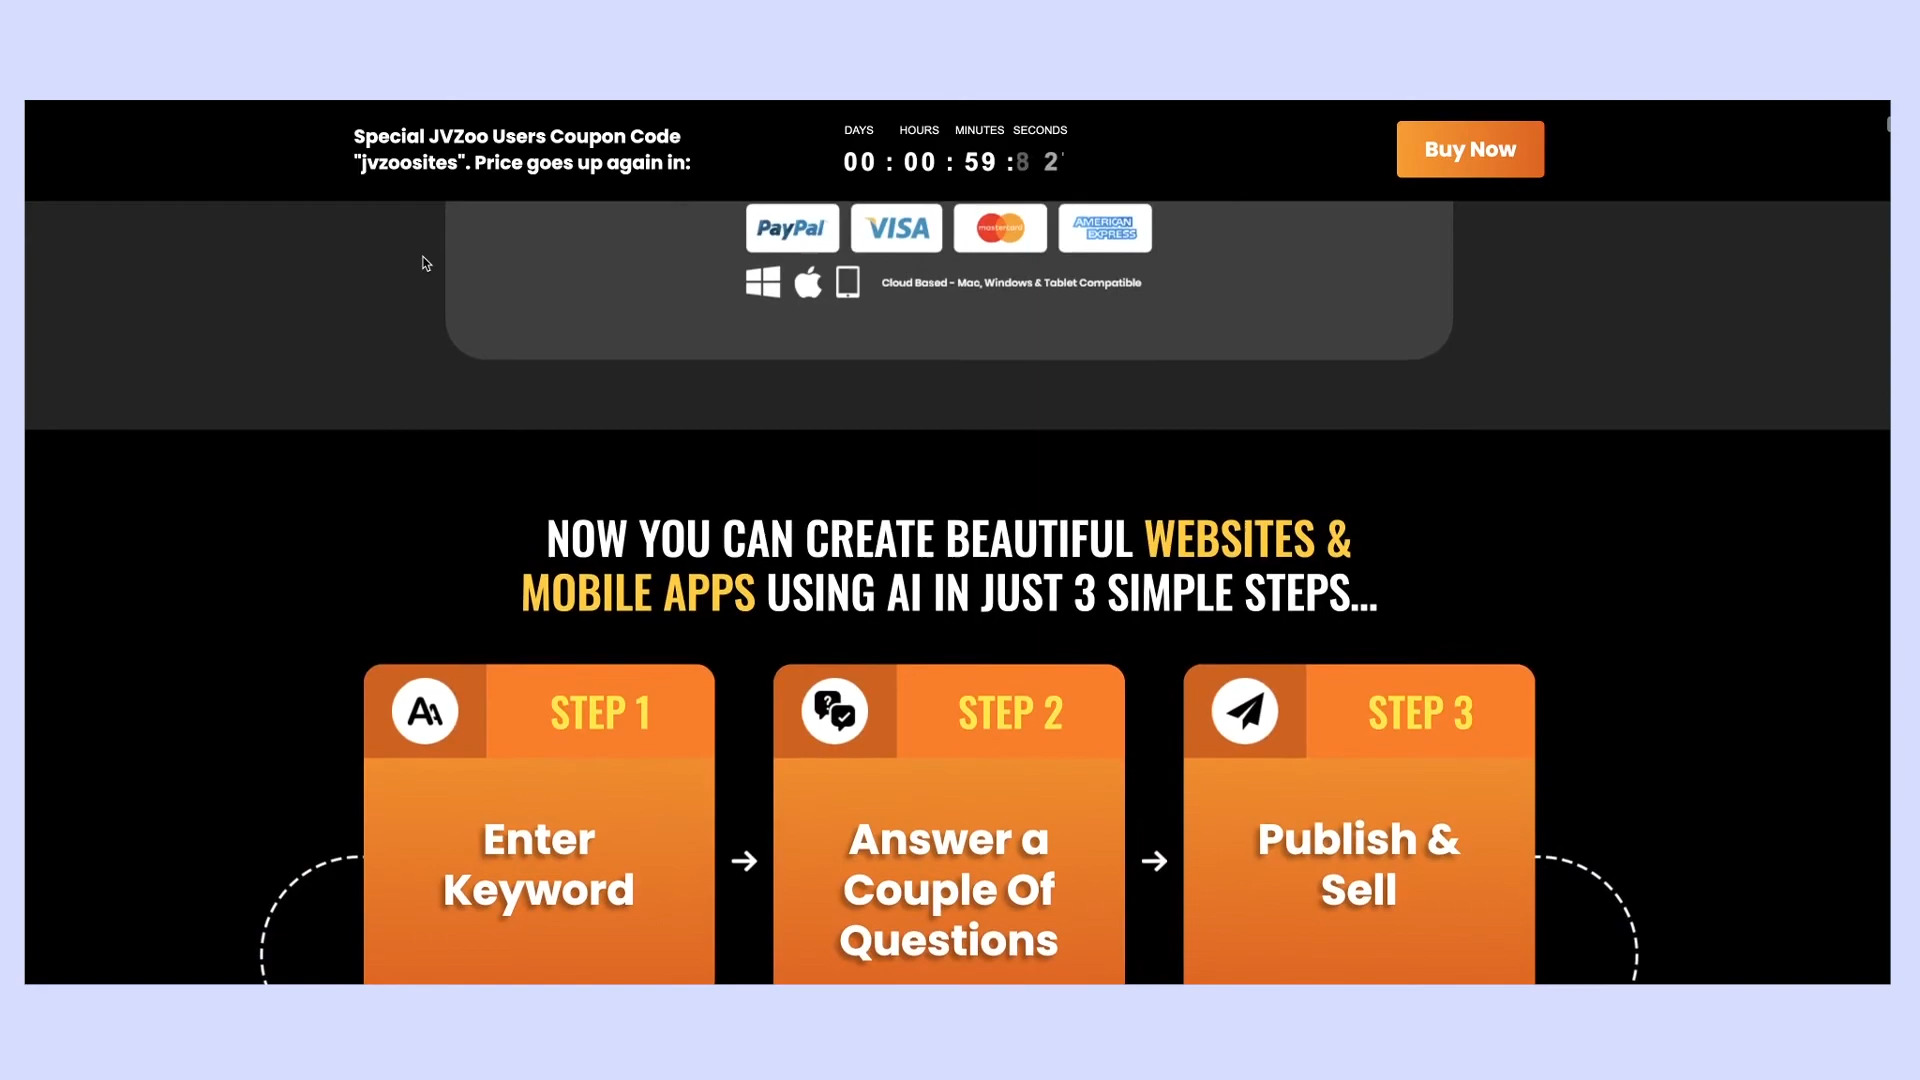 Special JVZoo Users Coupon Code
"jvzoosites". Price goes up again in:
DAYS HOURS MINUTES SECONDS
00 : 00 : 59 :
Buy Now
PayPal VISA mastercard AMERICAN EXPRESS
Cloud Based - Mac, Windows & Tablet Compatible
NOW YOU CAN CREATE BEAUTIFUL WEBSITES &
MOBILE APPS USING AI IN JUST 3 SIMPLE STEPS...
STEP 1
Enter
Keyword
STEP 2
Answer a
Couple Of
Questions
STEP 3
Publish &
Sell